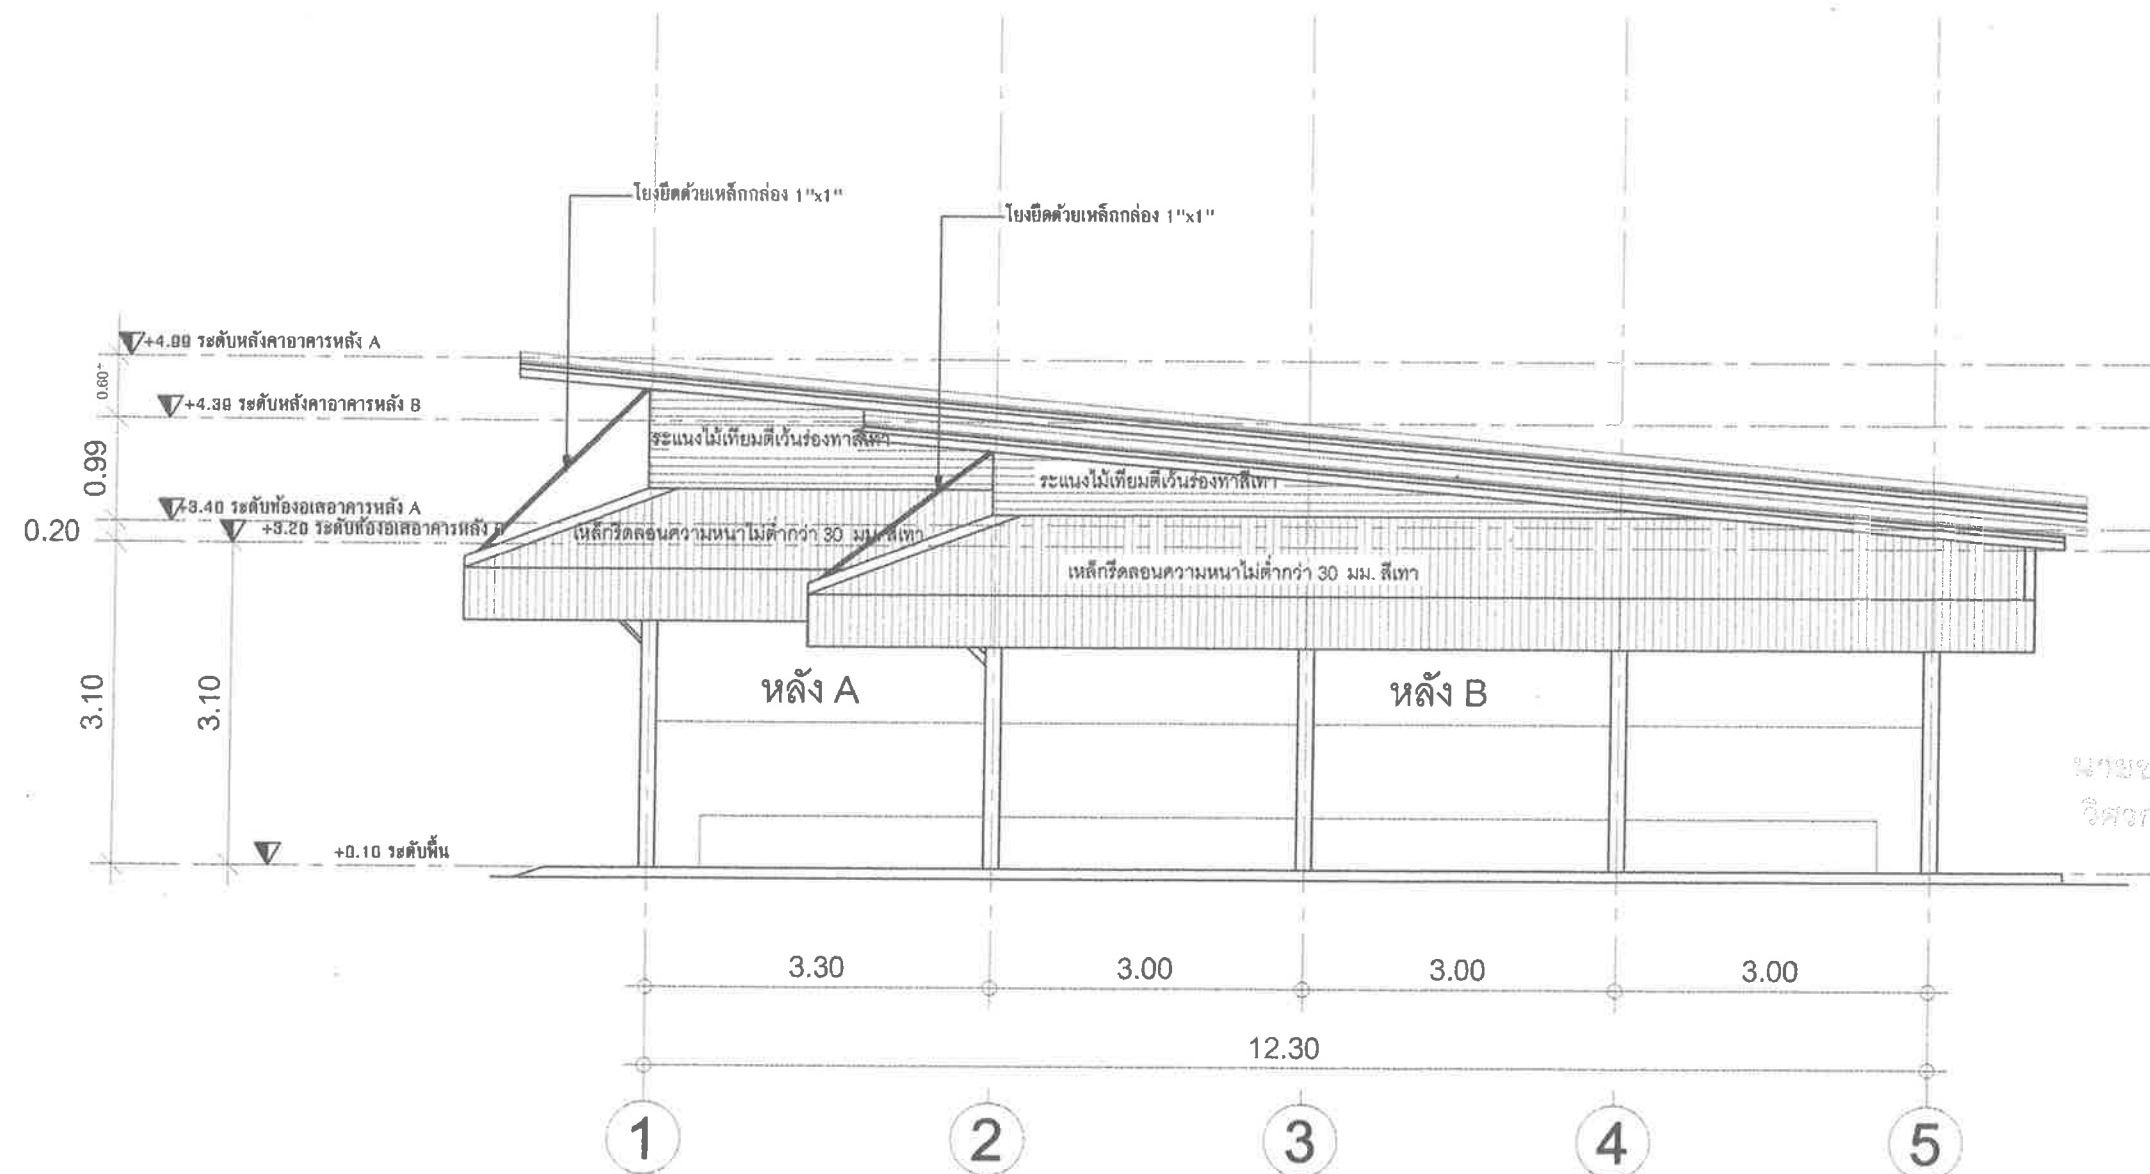 โยงยึดด้วยเหล็กกล่อง 1"x1"
โยงยึดด้วยเหล็กกล่อง 1"x1"
+4.99 ระดับหลังคาอาคารหลัง A
0.60
+4.39 ระดับหลังคาอาคารหลัง B
ระแนงไม้เทียมตีเว้นร่องทาสีเทา
0.99
ระแนงไม้เทียมตีเว้นร่องทาสีเทา
+3.40 ระดับท้องอเสอาคารหลัง A
0.20
+3.20 ระดับท้องอเสอาคารหลัง
เหล็กรีดลอนความหนาไม่ต่ำกว่า 30 มม. สีเทา
เหล็กรีดลอนความหนาไม่ต่ำกว่า 30 มม. สีเทา
3.10
3.10
หลัง A
หลัง B
+0.10 ระดับพื้น
3.30
3.00
3.00
3.00
12.30
1
2
3
4
5